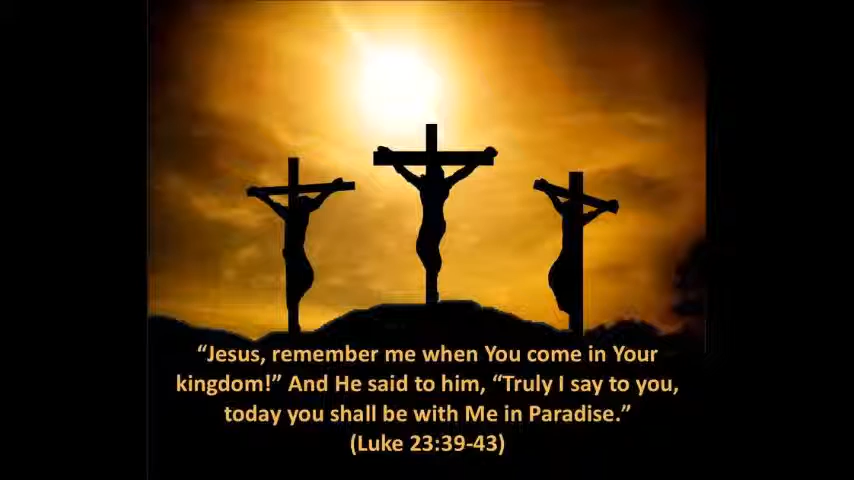 “Jesus, remember me when You come in Your
kingdom!” And He said to him, “Truly I say to you,
today you shall be with Me in Paradise.”
(Luke 23:39-43)